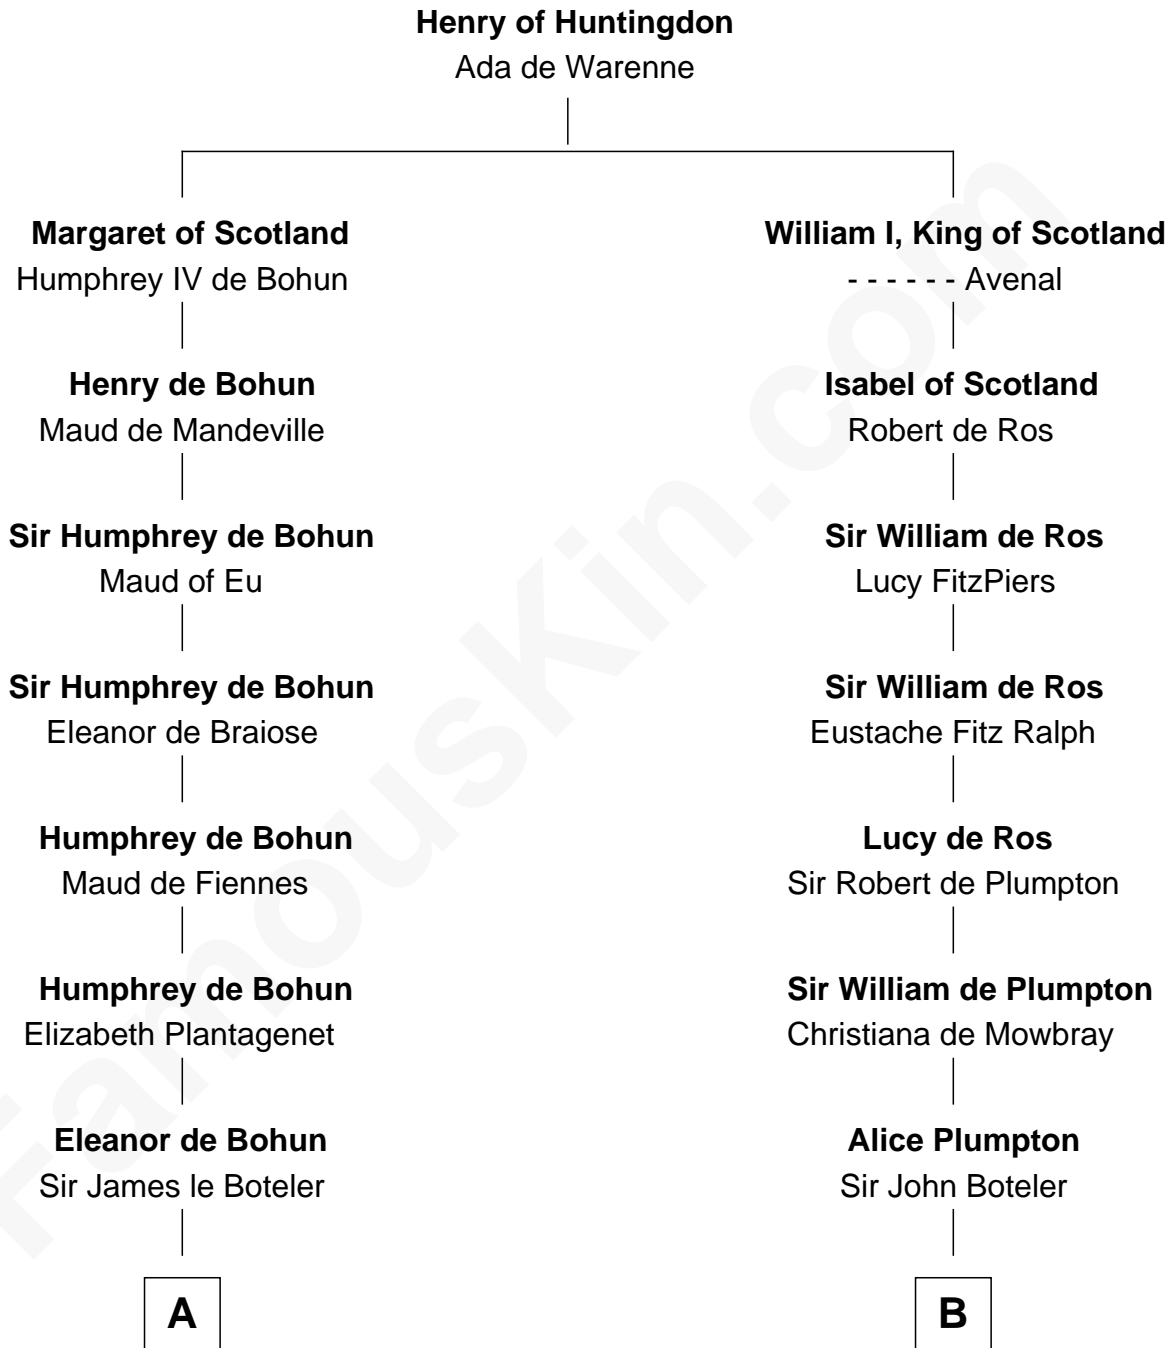 Henry of Huntingdon
Ada de Warenne
Margaret of Scotland
Humphrey IV de Bohun
Henry de Bohun
Maud de Mandeville
Sir Humphrey de Bohun
Maud of Eu
Sir Humphrey de Bohun
Eleanor de Braiose
Humphrey de Bohun
Maud de Fiennes
Humphrey de Bohun
Elizabeth Plantagenet
Eleanor de Bohun
Sir James le Boteler
A
William I, King of Scotland
- - - - - - Avenal
Isabel of Scotland
Robert de Ros
Sir William de Ros
Lucy FitzPiers
Sir William de Ros
Eustache Fitz Ralph
Lucy de Ros
Sir Robert de Plumpton
Sir William de Plumpton
Christiana de Mowbray
Alice Plumpton
Sir John Boteler
B
FamousKin.com